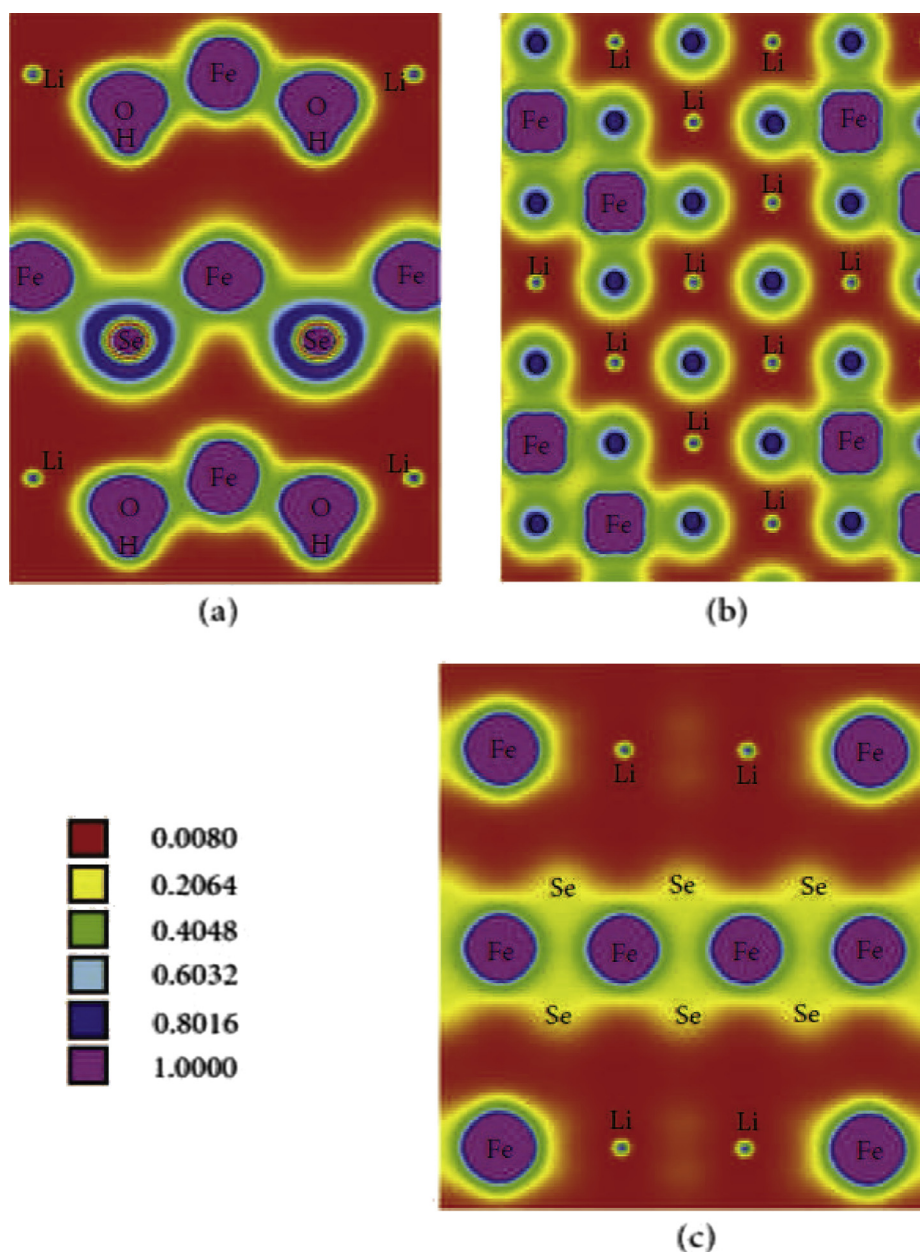 Fe
Li Li
O O
H H
Fe Fe Fe
Se Se
Li Fe Li
O O
H H
(a)
O O O
Li Li
Li
Fe O O Fe
Li
O Fe O O
Li Li Li
O O
Li Li
O O O
Li
Fe O O Fe
Li
O Fe O O
(b)
Fe Fe
Li Li
Se Se Se
Fe Fe Fe Fe
Se Se Se
Li Li
Fe Fe
(c)
0.0080
0.2064
0.4048
0.6032
0.8016
1.0000